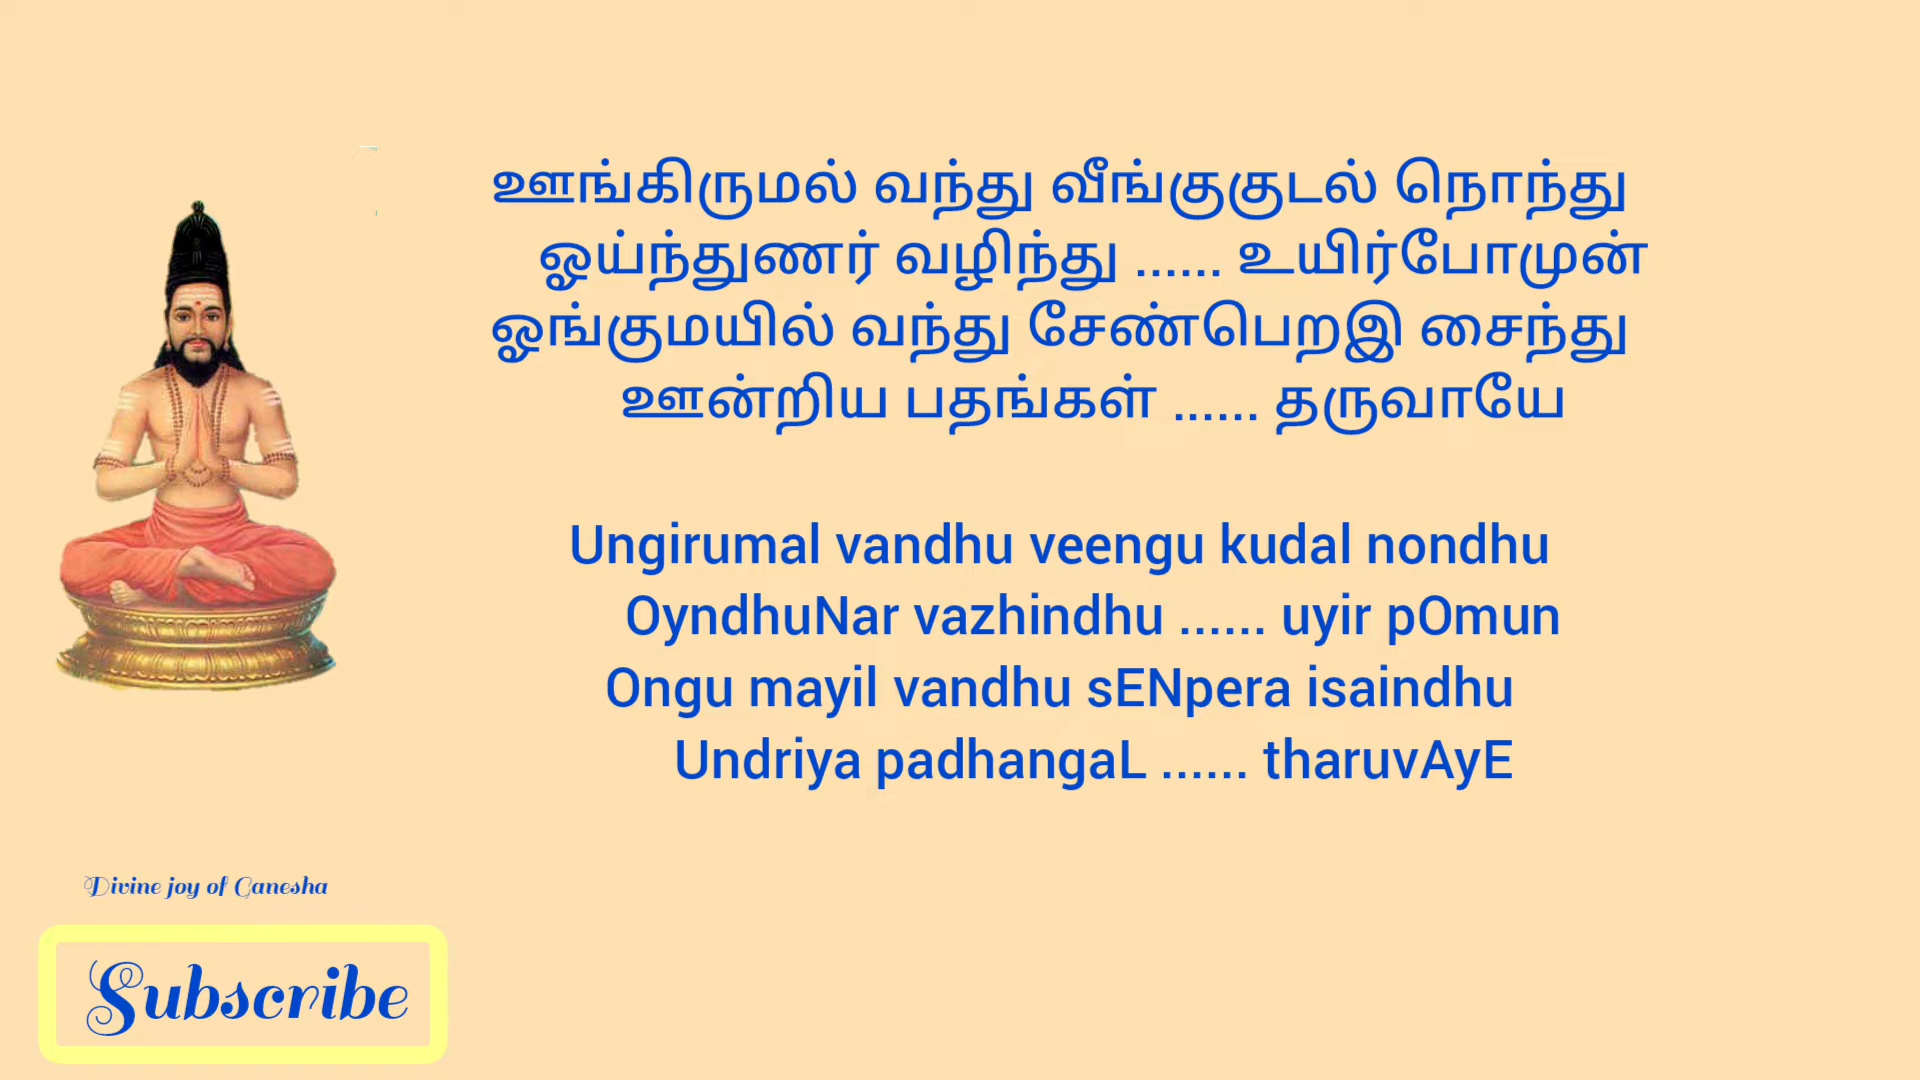 ஊங்கிருமல் வந்து வீங்குகுடல் நொந்து
ஓய்ந்துணர் வழிந்து ...... உயிர்போமுன்
ஓங்குமயில் வந்து சேண்பெறஇ சைந்து
ஊன்றிய பதங்கள் ...... தருவாயே
Ungirumal vandhu veengu kudal nondhu
OyndhuNar vazhindhu ...... uyir pOmun
Ongu mayil vandhu sENpera isaindhu
Undriya padhangaL ...... tharuvAyE
Divine joy of Ganesha
Subscribe